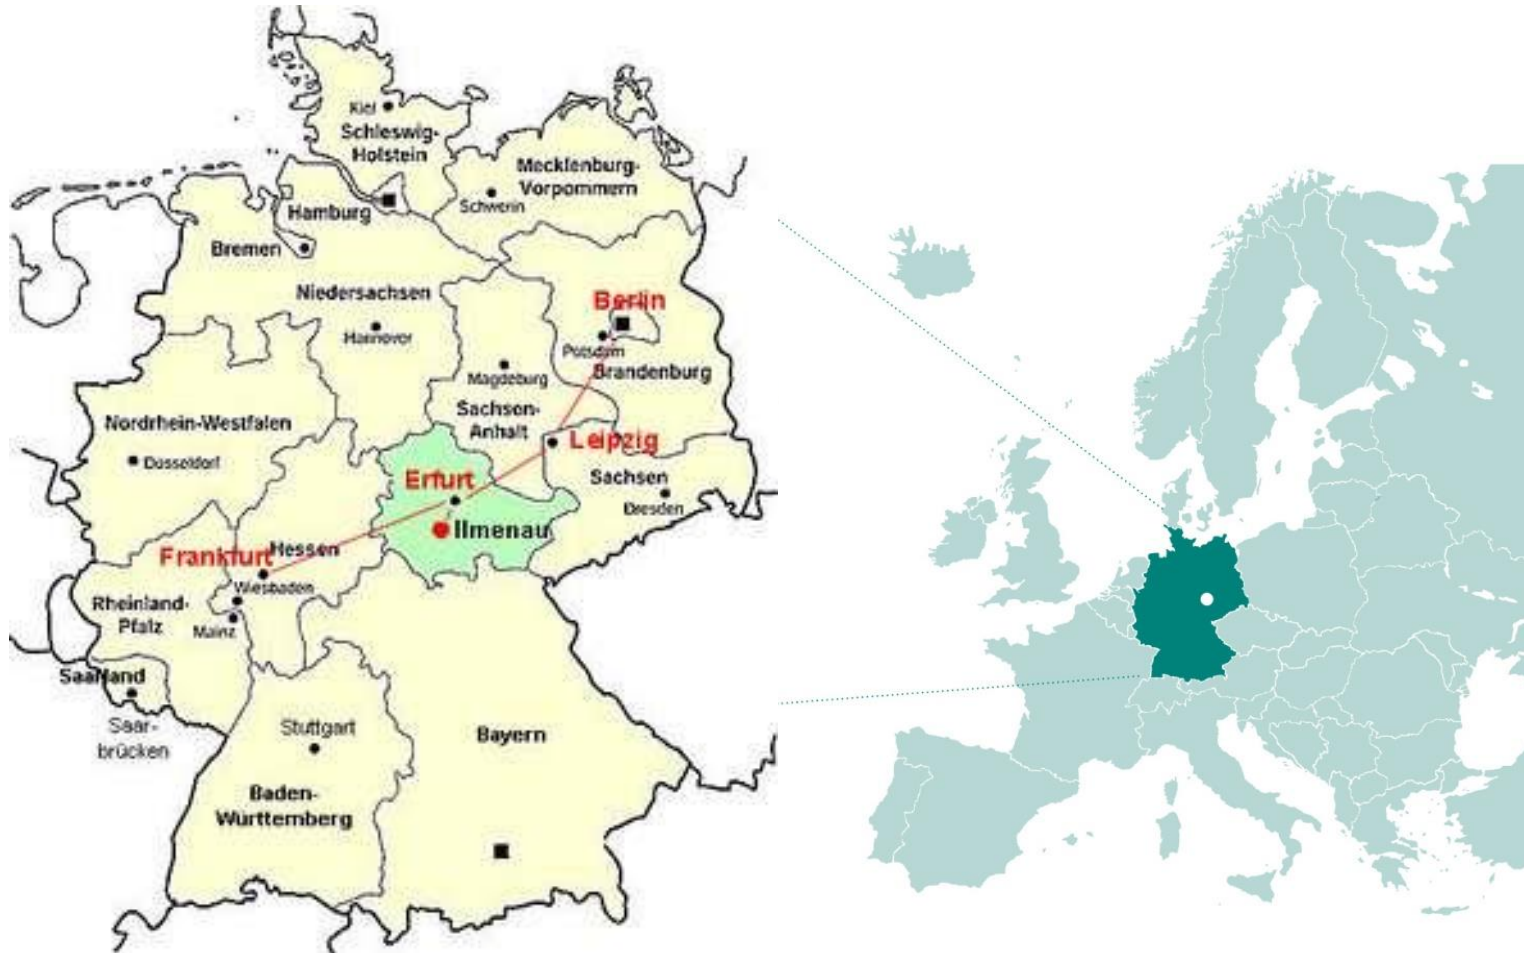 Kiel
Schleswig-
Holstein
Mecklenburg-
Vorpommern
Schwerin
Hamburg
Bremen
Niedersachsen
Hannover
Berlin
Potsdam
Brandenburg
Magdeburg
Sachsen-
Anhalt
Nordrhein-Westfalen
Düsseldorf
Leipzig
Erfurt
Sachsen
Dresden
Ilmenau
Frankfurt
Hessen
Wiesbaden
Rheinland-
Pfalz
Mainz
Saarland
Saar-
brücken
Stuttgart
Bayern
Baden-
Württemberg